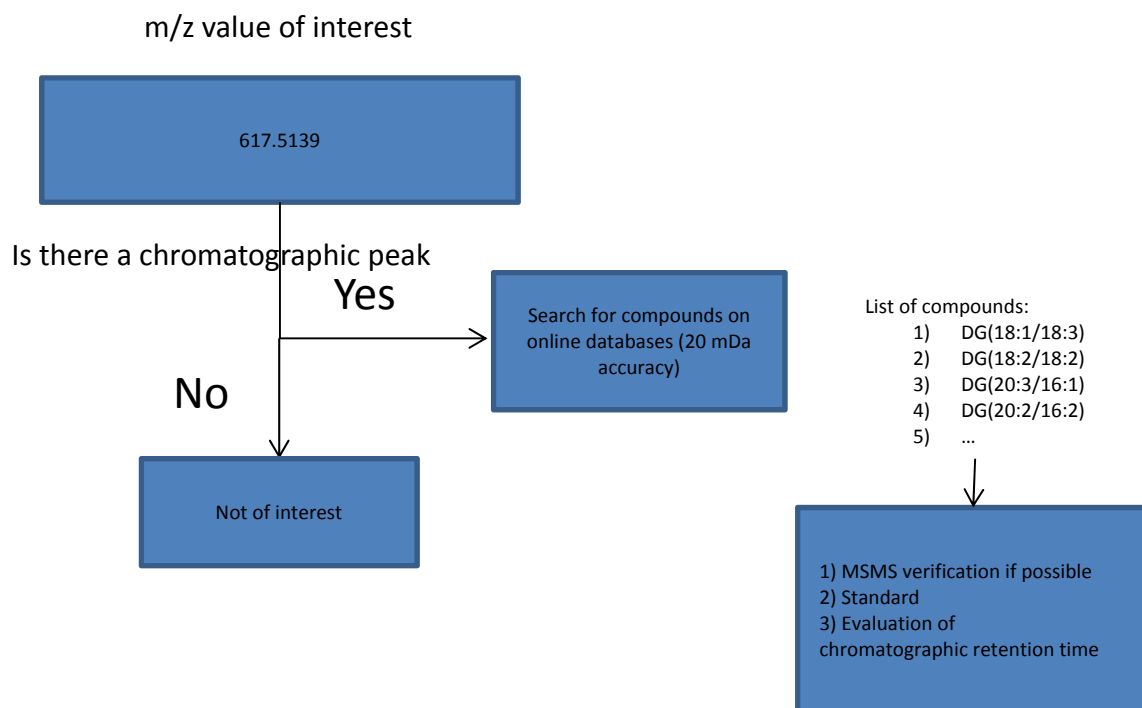 m/z value of interest
617.5139
Is there a chromatographic peak
Yes
No
Search for compounds on
online databases (20 mDa
accuracy)
Not of interest
List of compounds:
1) DG(18:1/18:3)
2) DG(18:2/18:2)
3) DG(20:3/16:1)
4) DG(20:2/16:2)
5) ...
1) MSMS verification if possible
2) Standard
3) Evaluation of
chromatographic retention time